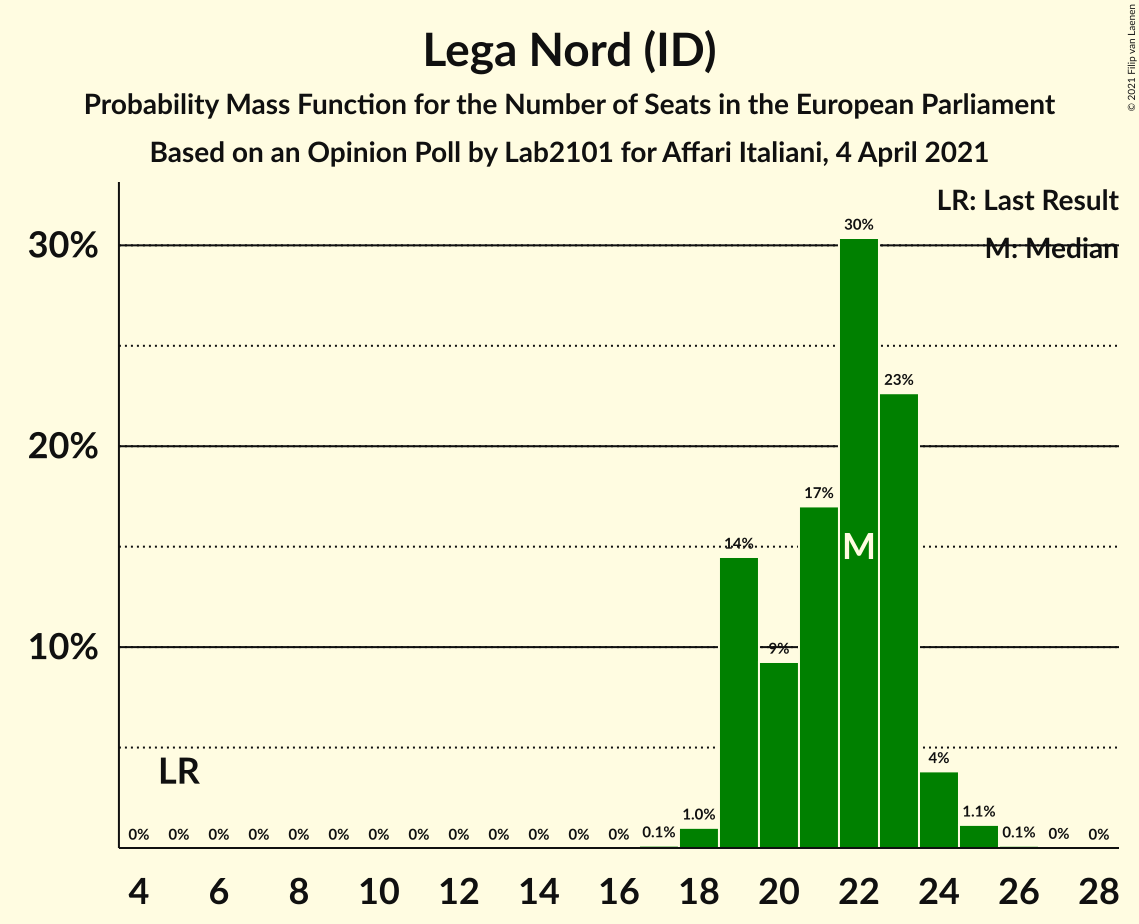 Lega Nord (ID)
Probability Mass Function for the Number of Seats in the European Parliament
Based on an Opinion Poll by Lab2101 for Affari Italiani, 4 April 2021
© 2021 Filip van Laenen
LR: Last Result
M: Median
30%
20%
10%
30%
23%
17%
14%
9%
4%
1.0%
1.1%
M
LR
0% 0% 0% 0% 0% 0% 0% 0% 0% 0% 0% 0% 0% 0.1% 0.1% 0% 0%
4 6 8 10 12 14 16 18 20 22 24 26 28